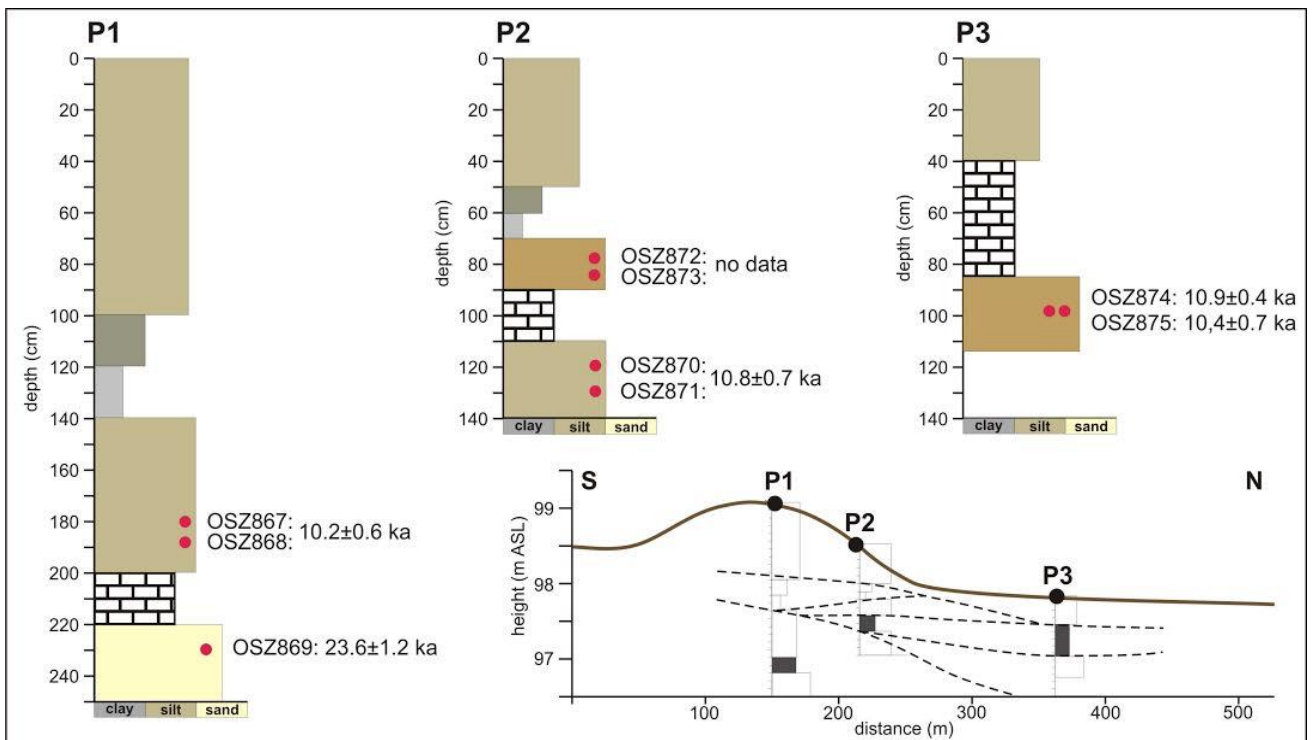 P1
0
20
40
60
80
100
120
140
160
180
200
220
240
depth (cm)
OSZ867:
OSZ868:
10.2±0.6 ka
OSZ869: 23.6±1.2 ka
clay silt sand
P2
0
20
40
60
80
100
120
140
depth (cm)
OSZ872:
OSZ873:
no data
OSZ870:
OSZ871:
10.8±0.7 ka
clay silt sand
P3
0
20
40
60
80
100
120
140
depth (cm)
OSZ874: 10.9±0.4 ka
OSZ875: 10,4±0.7 ka
clay silt sand
S
N
P1
P2
P3
99
98
97
height (m ASL)
100 200 300 400 500
distance (m)